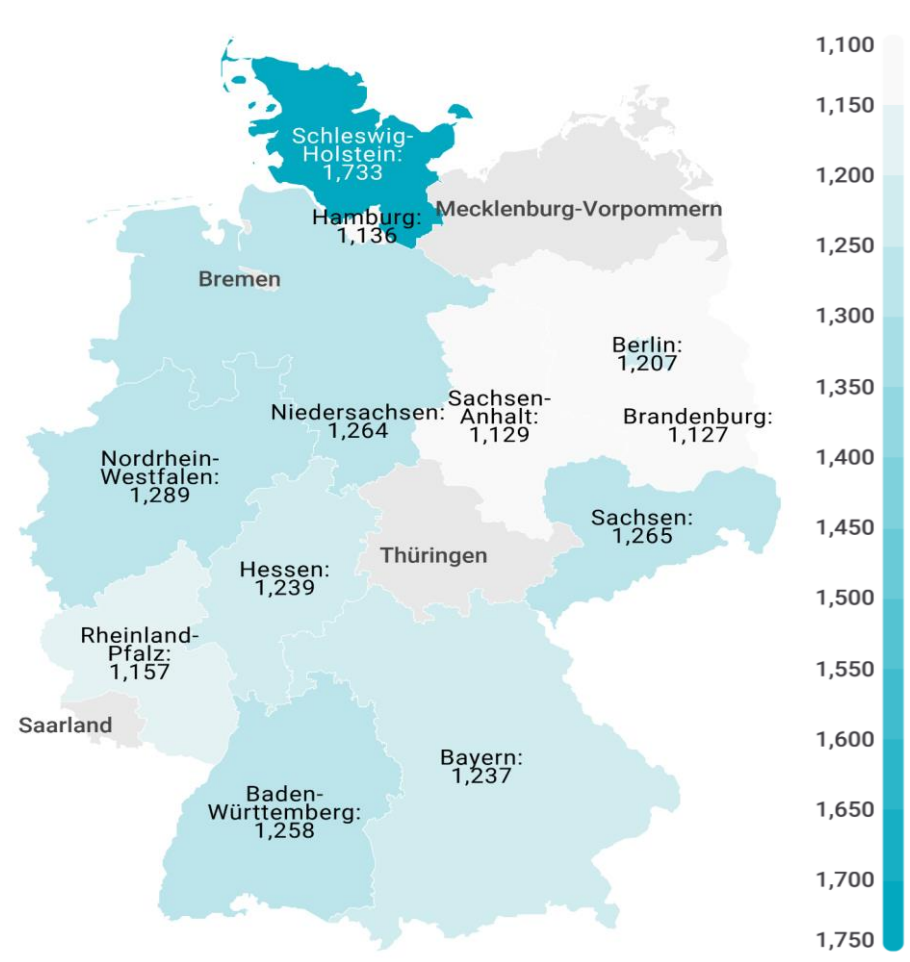 Schleswig-
Holstein:
1,733
Hamburg:
1,136
Mecklenburg-Vorpommern
Bremen
Berlin:
1,207
Niedersachsen:
1,264
Sachsen-
Anhalt:
1,129
Brandenburg:
1,127
Nordrhein-
Westfalen:
1,289
Sachsen:
1,265
Hessen:
1,239
Thüringen
Rheinland-
Pfalz:
1,157
Saarland
Bayern:
1,237
Baden-
Württemberg:
1,258
1,100
1,150
1,200
1,250
1,300
1,350
1,400
1,450
1,500
1,550
1,600
1,650
1,700
1,750